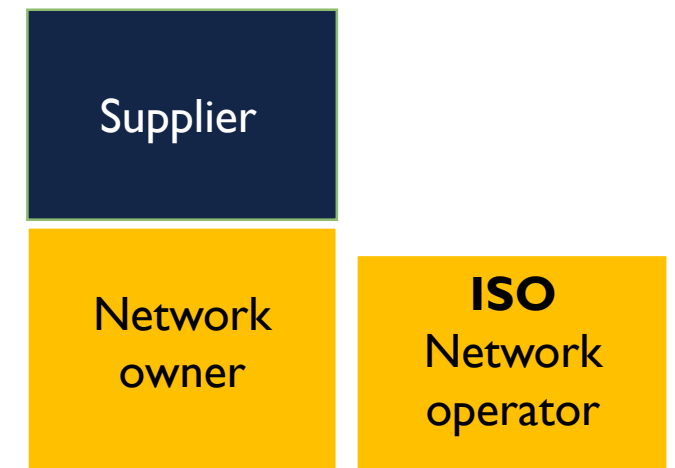 Supplier
Network
owner
ISO
Network
operator